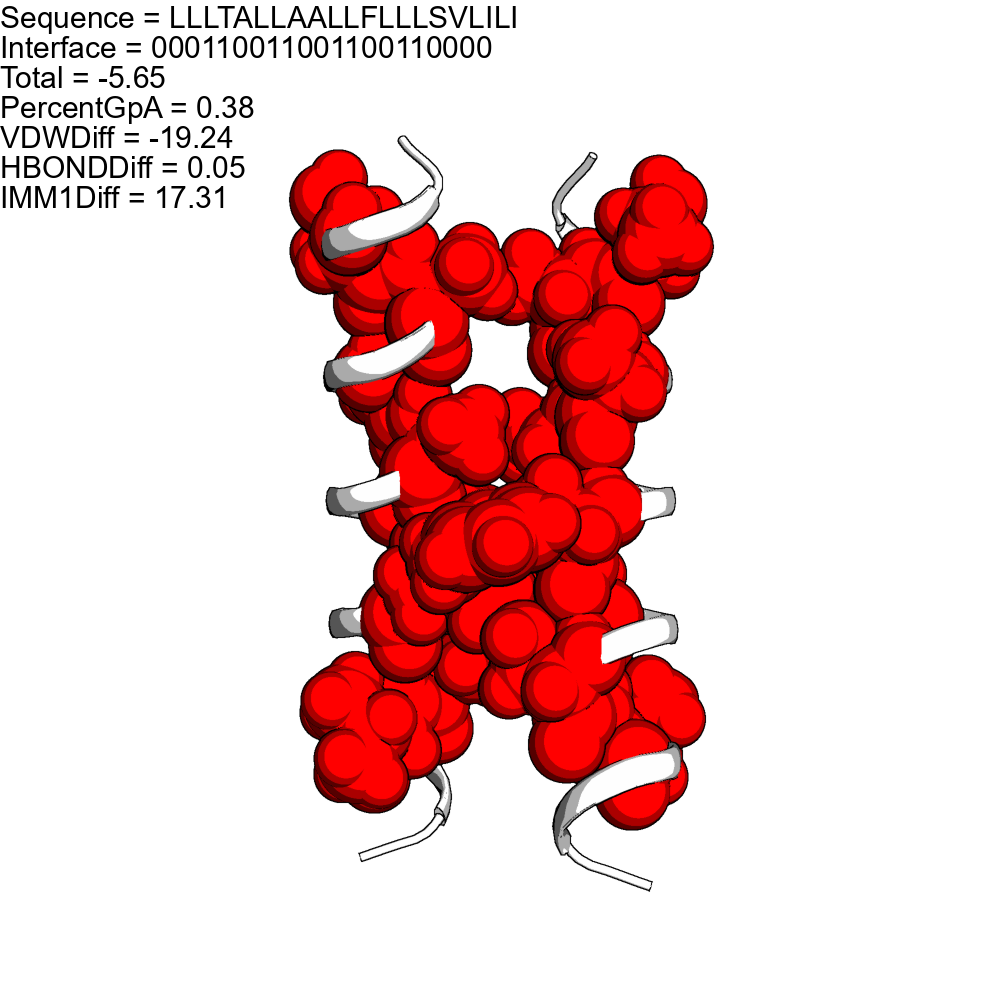 Sequence = LLLTALLAALLFLLLSVLILI
Interface = 000110011001100110000
Total = -5.65
PercentGpA = 0.38
VDWDiff = -19.24
HBONDDiff = 0.05
IMM1Diff = 17.31